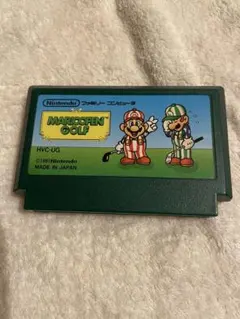 Nintendo ファミリー コンピュータ
MARIO OPEN
GOLF
HVC-UG
©1991 Nintendo
MADE IN JAPAN